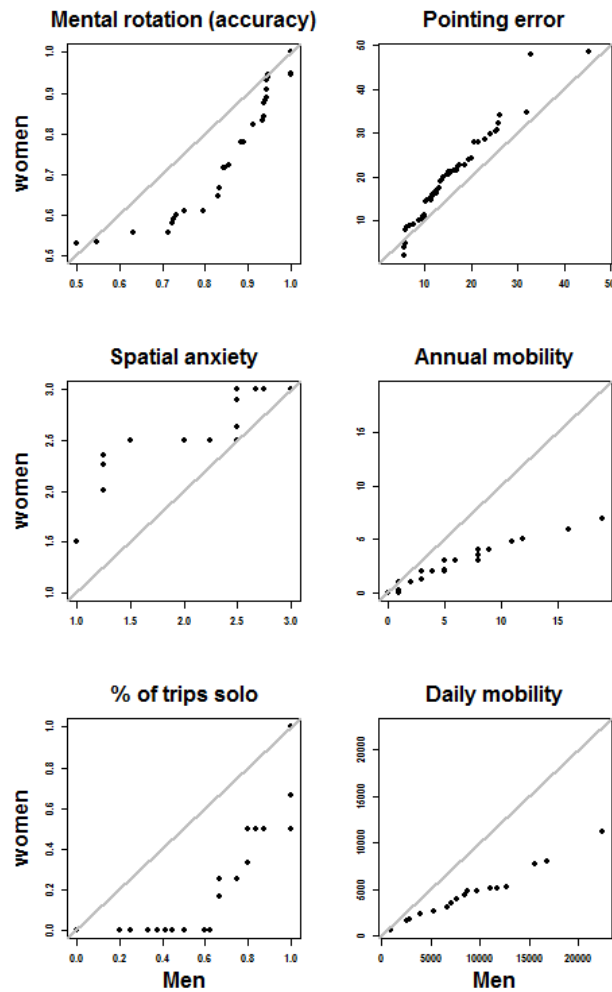 Mental rotation (accuracy)
Pointing error
women
1.0
0.9
0.8
0.7
0.6
0.5
0.5 0.6 0.7 0.8 0.9 1.0
50
40
30
20
10
10 20 30 40 50
Spatial anxiety
Annual mobility
women
3.0
2.5
2.0
1.5
1.0
1.0 1.5 2.0 2.5 3.0
15
5
0
0 5 10 15
% of trips solo
Daily mobility
women
1.0
0.8
0.6
0.4
0.2
0.0
0.0 0.2 0.4 0.6 0.8 1.0
20000
15000
10000
5000
0
0 5000 10000 15000 20000
Men
Men